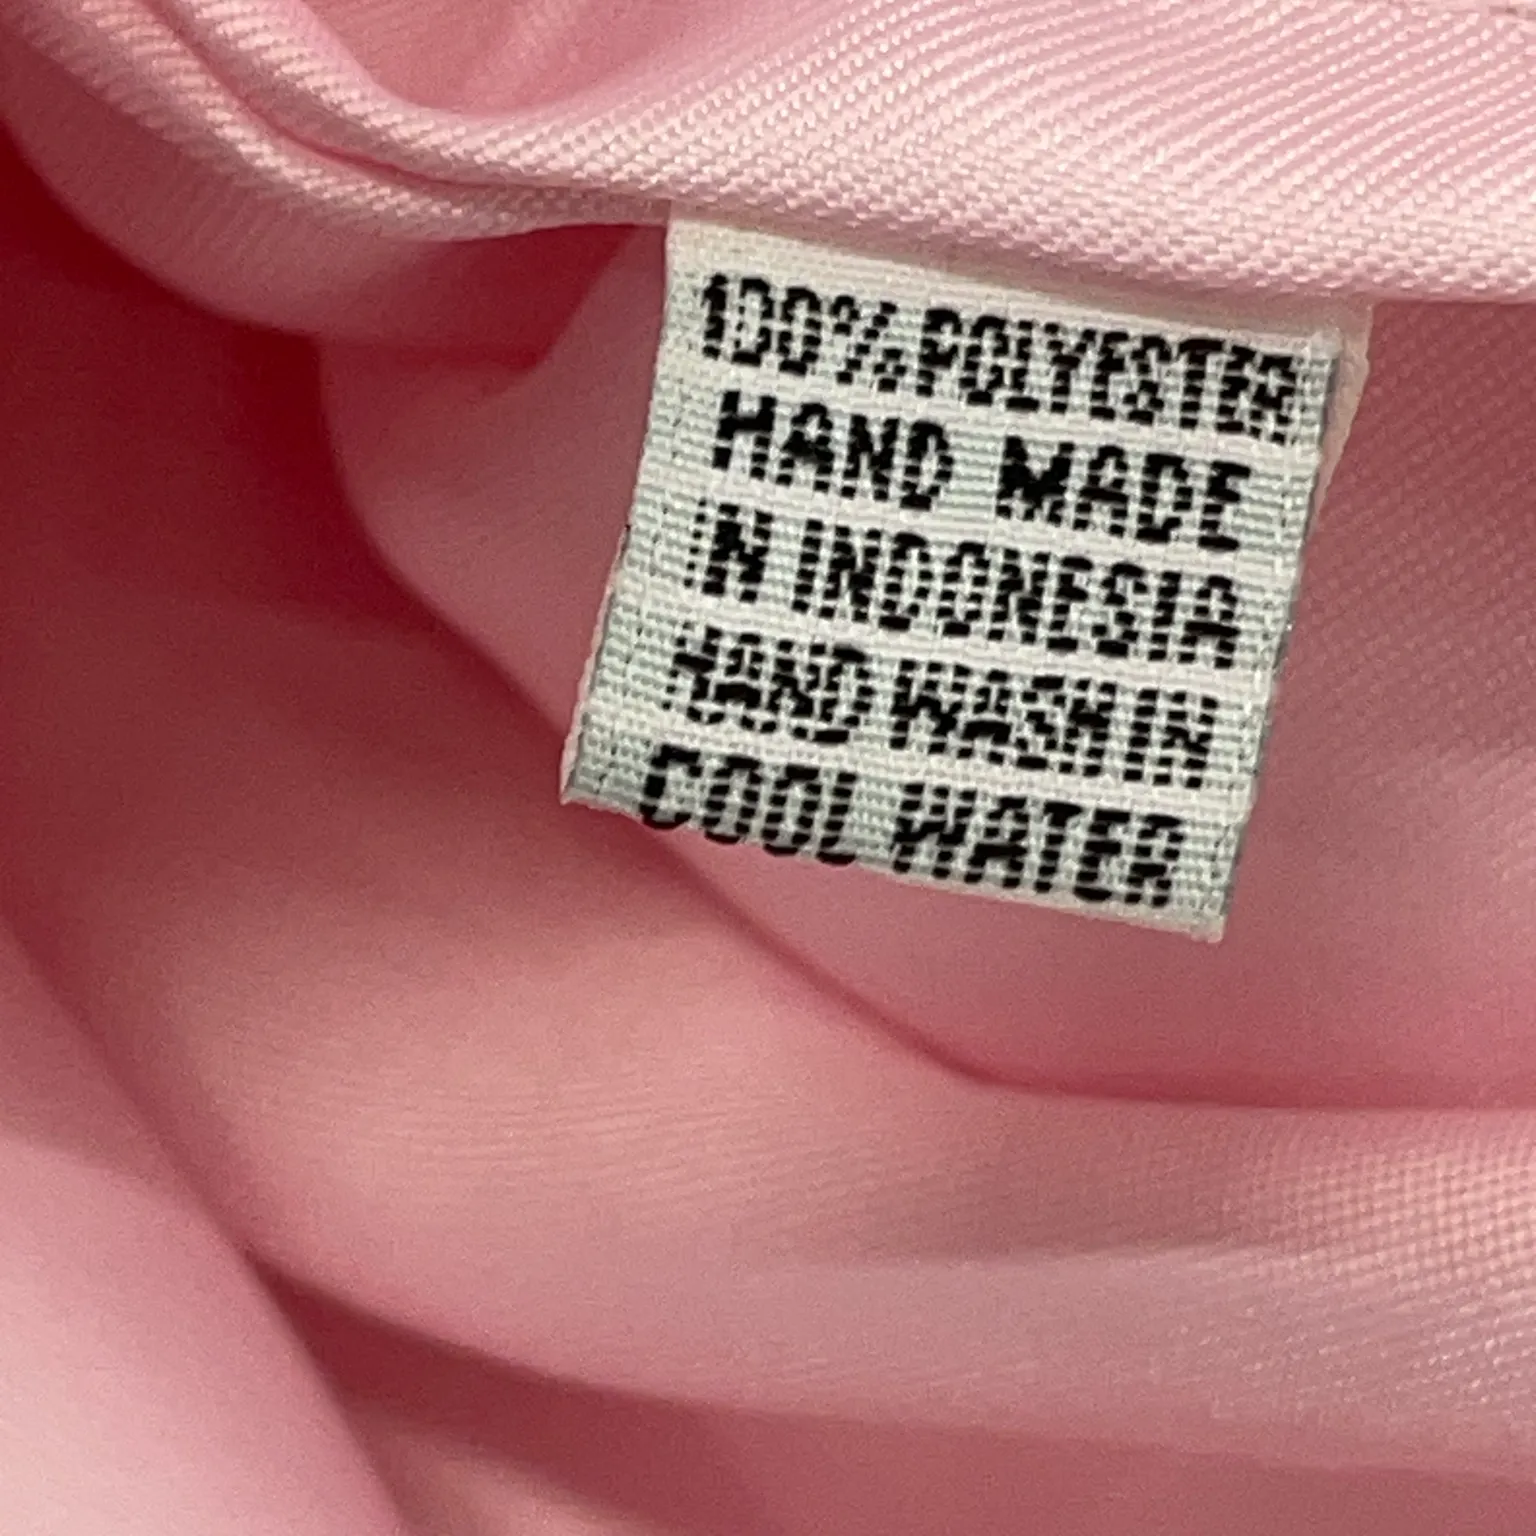 100% POLYESTER
HAND MADE
IN INDONESIA
HAND WASH IN
COOL WATER